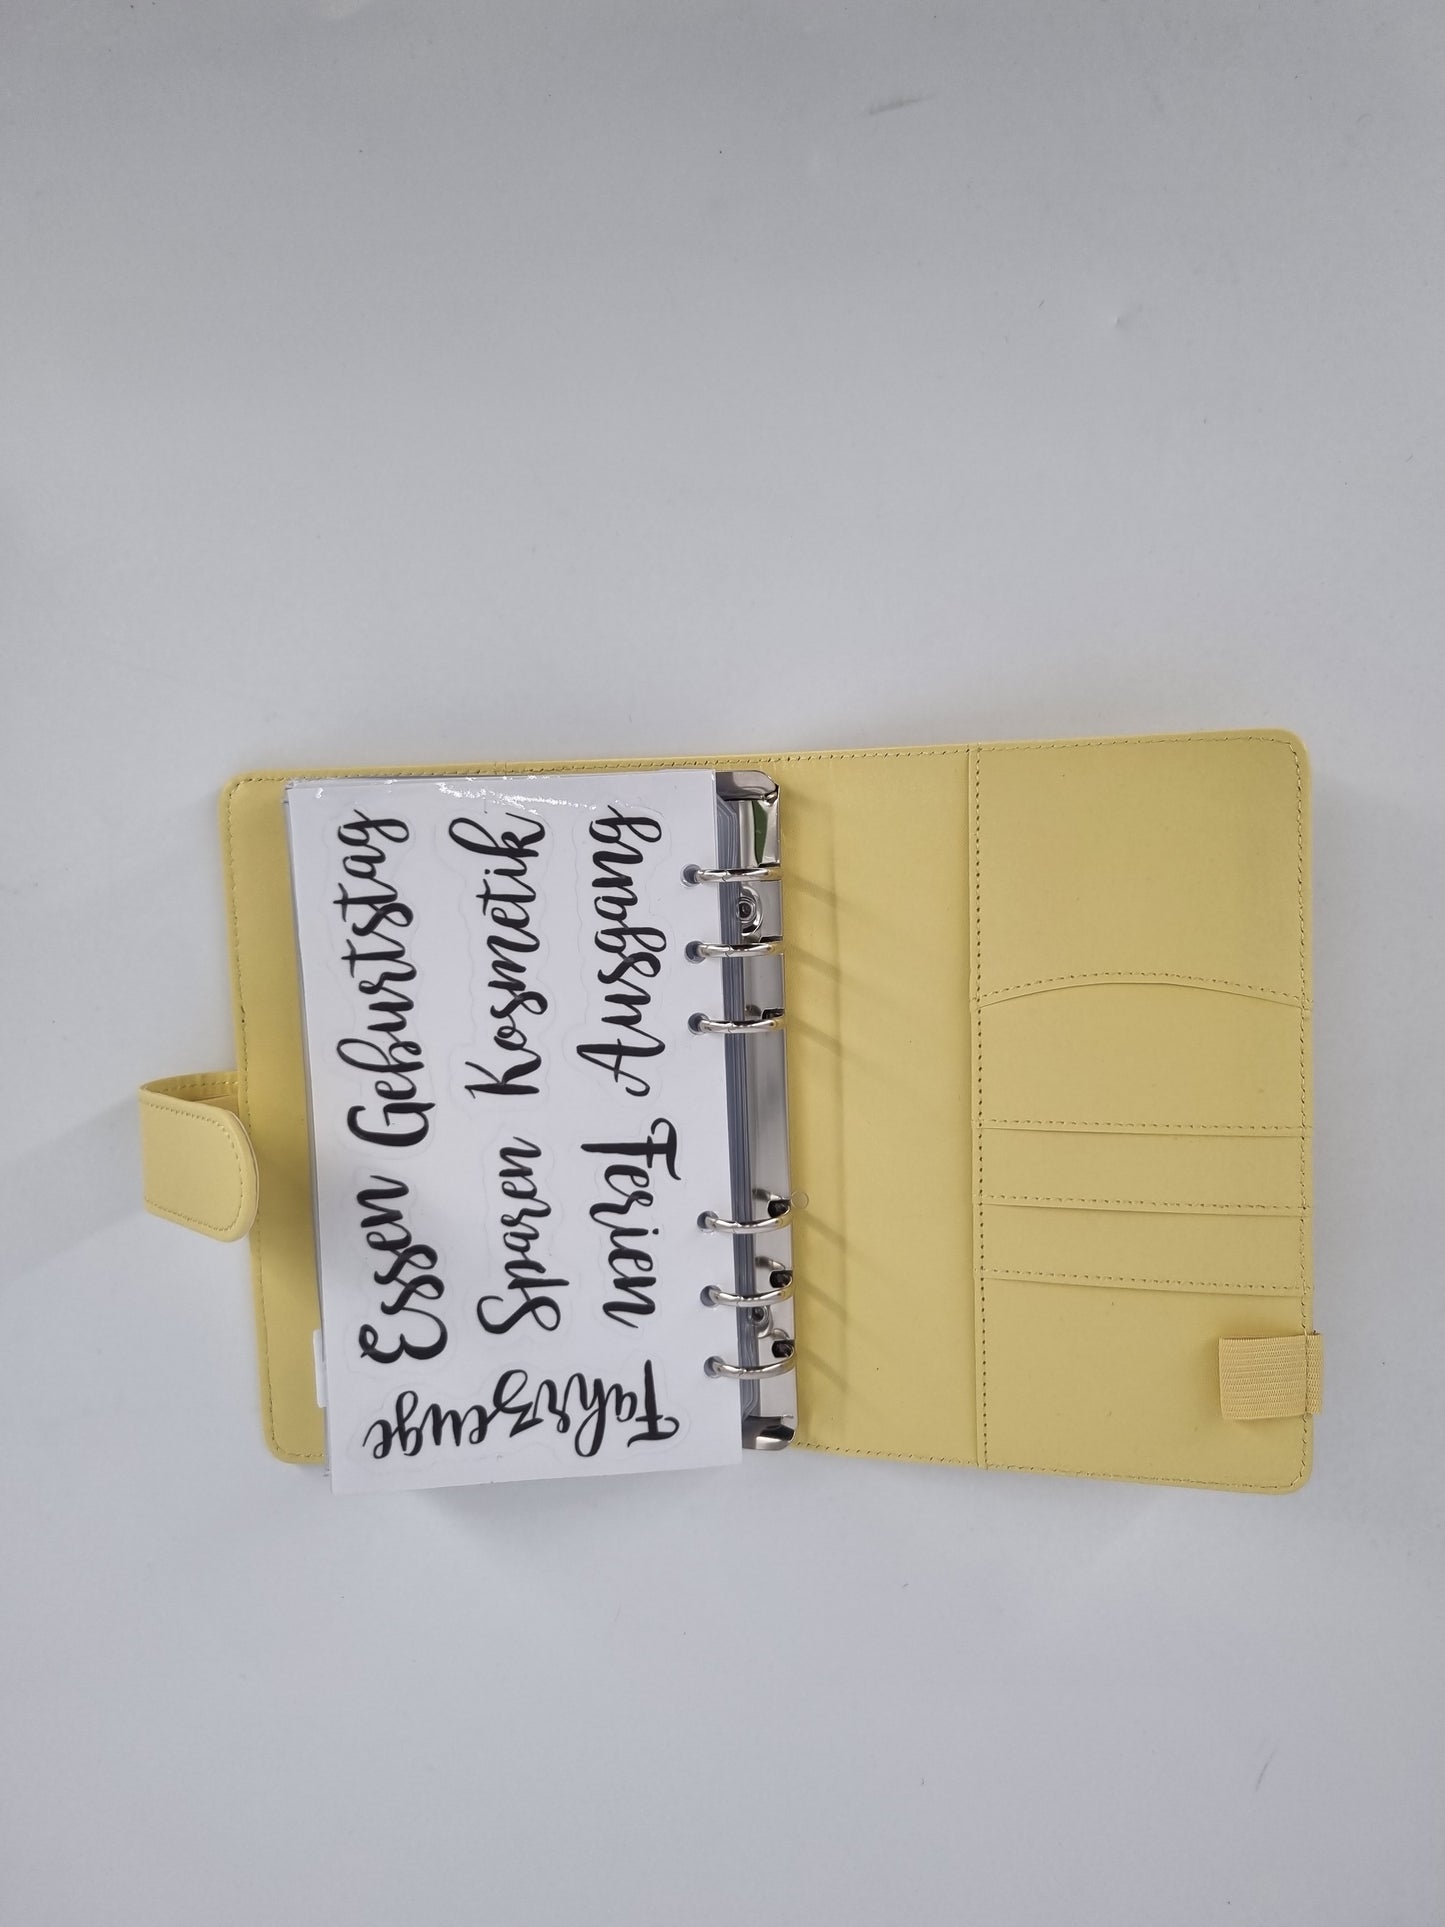 Essen Geburtstag
Sparen Kosmetik
Ferien Ausgang
Fahrzeuge